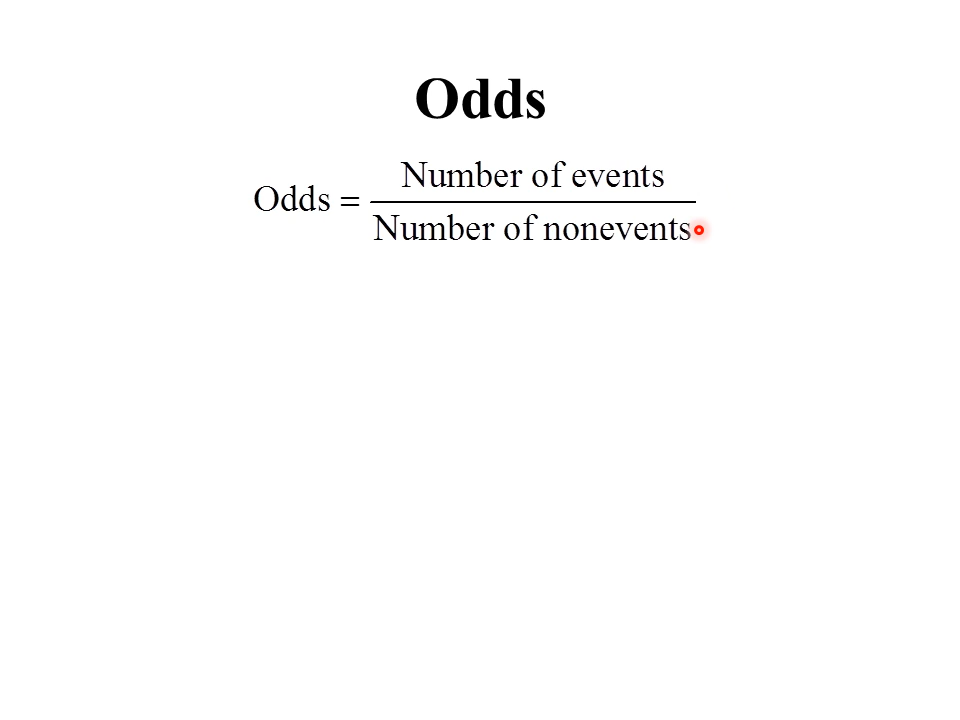 Odds
Odds = Number of events
Number of nonevents